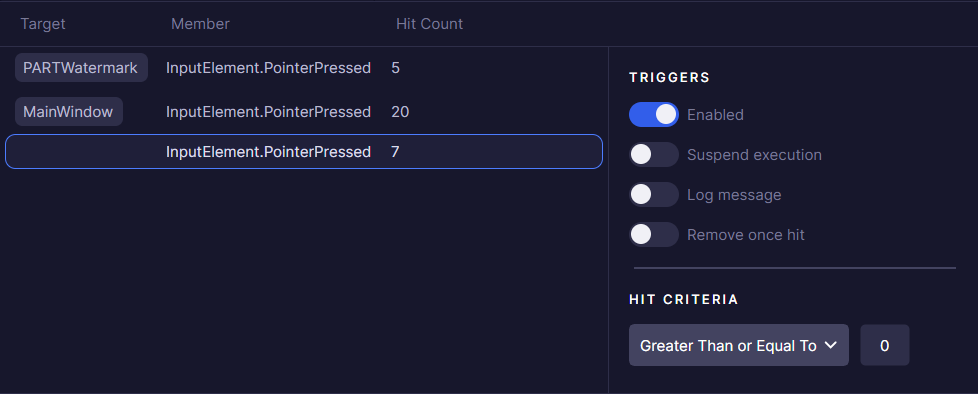 Target Member Hit Count
PARTWatermark InputElement.PointerPressed 5
MainWindow InputElement.PointerPressed 20
InputElement.PointerPressed 7
TRIGGERS
Enabled
Suspend execution
Log message
Remove once hit
HIT CRITERIA
Greater Than or Equal To 0